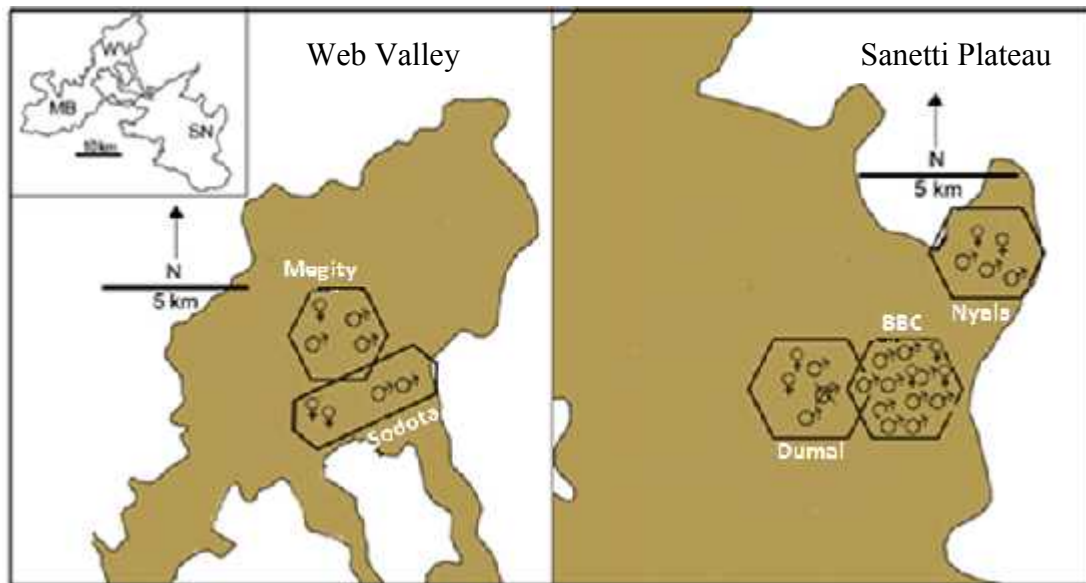 WV
MB
SN
10km
Web Valley
N
5 km
Megity
Sodota
Sanetti Plateau
N
5 km
Nyala
BBC
Dumal